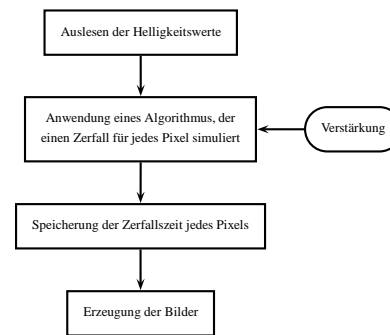 Auslesen der Helligkeitswerte
Anwendung eines Algorithmus, der
einen Zerfall für jedes Pixel simuliert
Verstärkung
Speicherung der Zerfallszeit jedes Pixels
Erzeugung der Bilder